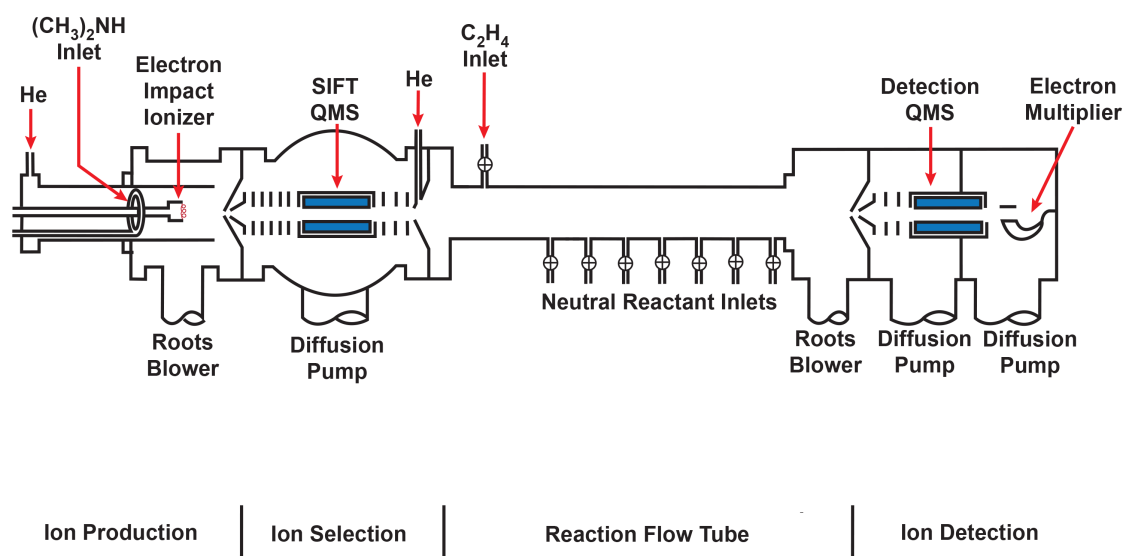 (CH₃)₂NH
Inlet
He
Electron
Impact
Ionizer
SIFT
QMS
He
C₂H₄
Inlet
Detection
QMS
Electron
Multiplier
Neutral Reactant Inlets
Roots
Blower
Diffusion
Pump
Roots
Blower
Diffusion
Pump
Diffusion
Pump
Ion Production
Ion Selection
Reaction Flow Tube
Ion Detection